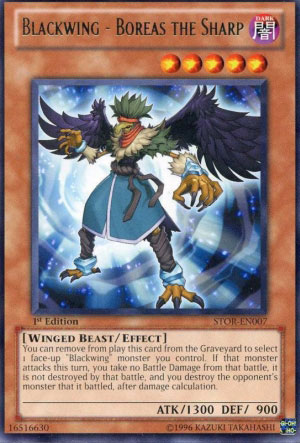 BLACKWING - BOREAS THE SHARP
DARK
闇
1st Edition
STOR-EN007
[WINGED BEAST/EFFECT]
You can remove from play this card from the Graveyard to select
1 face-up "Blackwing" monster you control. If that monster
attacks this turn, you take no Battle Damage from that battle, it
is not destroyed by that battle, and you destroy the opponent's
monster that it battled, after damage calculation.
ATK/1300 DEF/ 900
16516630
©1996 KAZUKI TAKAHASHI